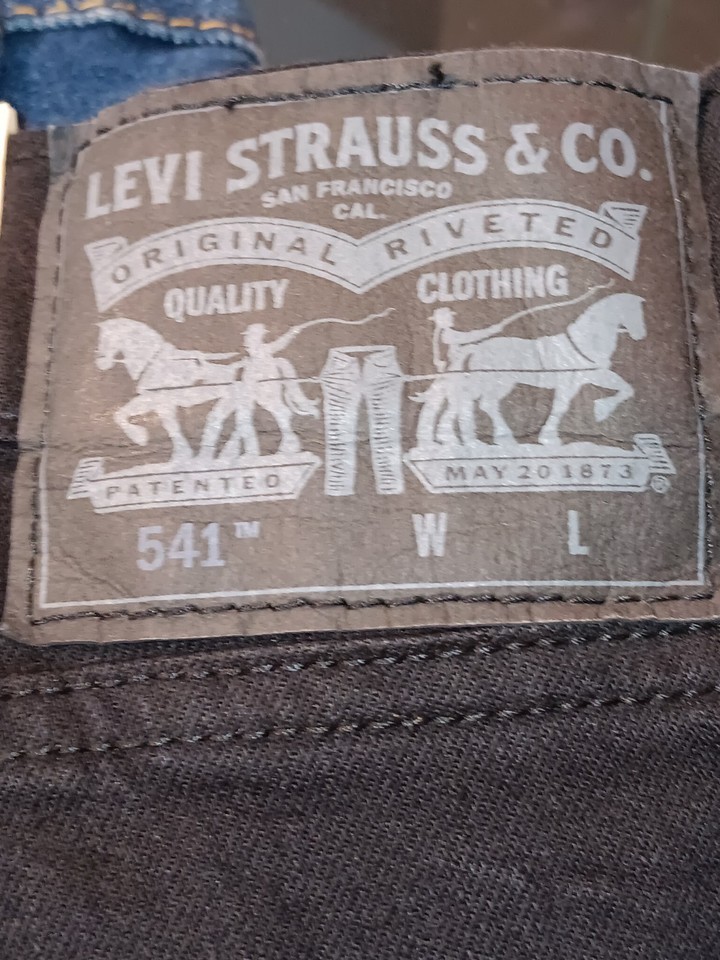 LEVI STRAUSS & CO.
SAN FRANCISCO
CAL.
ORIGINAL RIVETED
QUALITY CLOTHING
PATENTED MAY 20 1873 ®
541™ W L